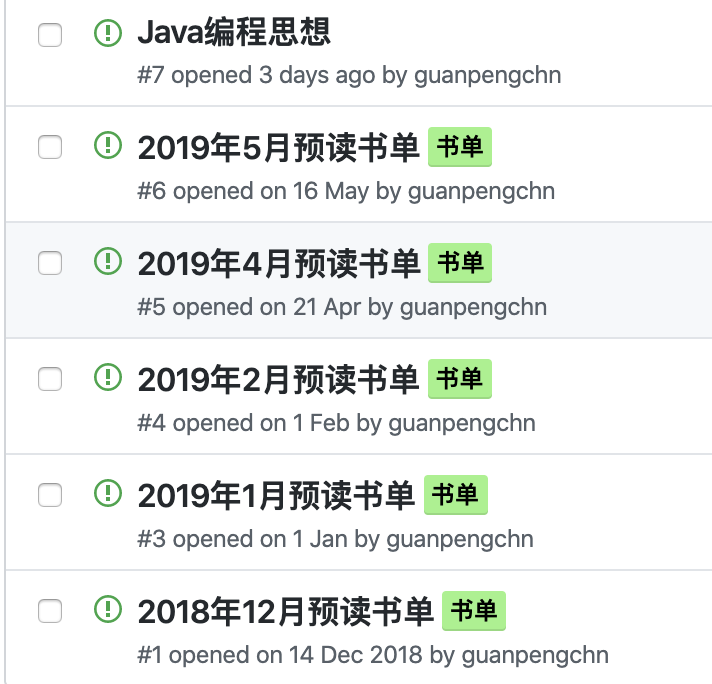 Java编程思想
#7 opened 3 days ago by guanpengchn
2019年5月预读书单 书单
#6 opened on 16 May by guanpengchn
2019年4月预读书单 书单
#5 opened on 21 Apr by guanpengchn
2019年2月预读书单 书单
#4 opened on 1 Feb by guanpengchn
2019年1月预读书单 书单
#3 opened on 1 Jan by guanpengchn
2018年12月预读书单 书单
#1 opened on 14 Dec 2018 by guanpengchn